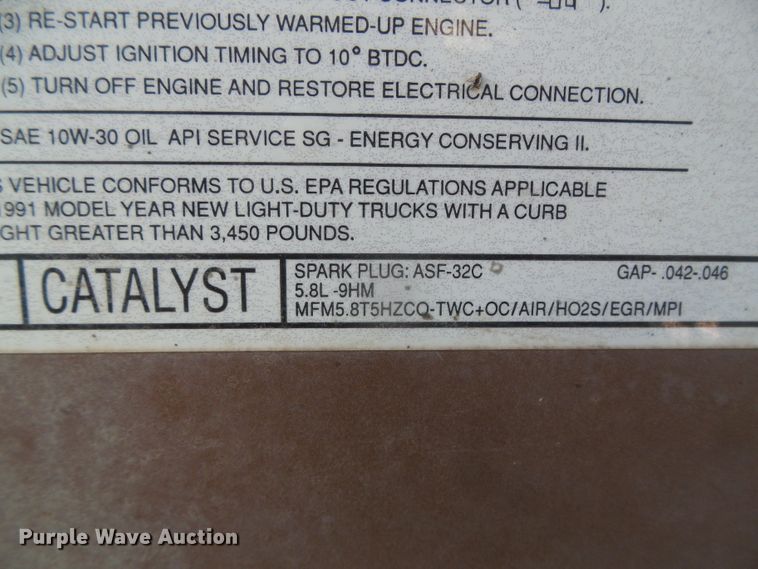 (3) RE-START PREVIOUSLY WARMED-UP ENGINE.
(4) ADJUST IGNITION TIMING TO 10° BTDC.
(5) TURN OFF ENGINE AND RESTORE ELECTRICAL CONNECTION.
SAE 10W-30 OIL API SERVICE SG - ENERGY CONSERVING II.
S VEHICLE CONFORMS TO U.S. EPA REGULATIONS APPLICABLE
1991 MODEL YEAR NEW LIGHT-DUTY TRUCKS WITH A CURB
GHT GREATER THAN 3,450 POUNDS.
CATALYST
SPARK PLUG: ASF-32C GAP- .042-.046
5.8L -9HM
MFM5.8T5HZCO-TWC+OC/AIR/HO2S/EGR/MPI
Purple Wave Auction